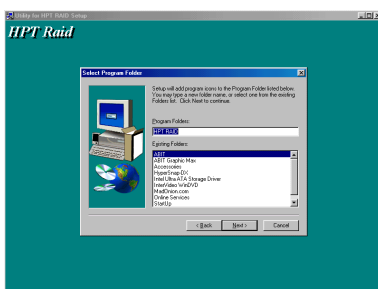 Utility for HPT RAID Setup
HPT Raid
Select Program Folder
Setup will add program icons to the Program Folder listed below.
You may type a new folder name, or select one from the existing
Folders list. Click Next to continue.
Program Folders:
HPT RAID
Existing Folders:
ABIT
ABIT Graphic Max
Accessories
HyperSnap-DX
Intel Ultra ATA Storage Driver
InterVideo WinDVD
MadOnion.com
Online Services
StartUp
< Back
Next >
Cancel